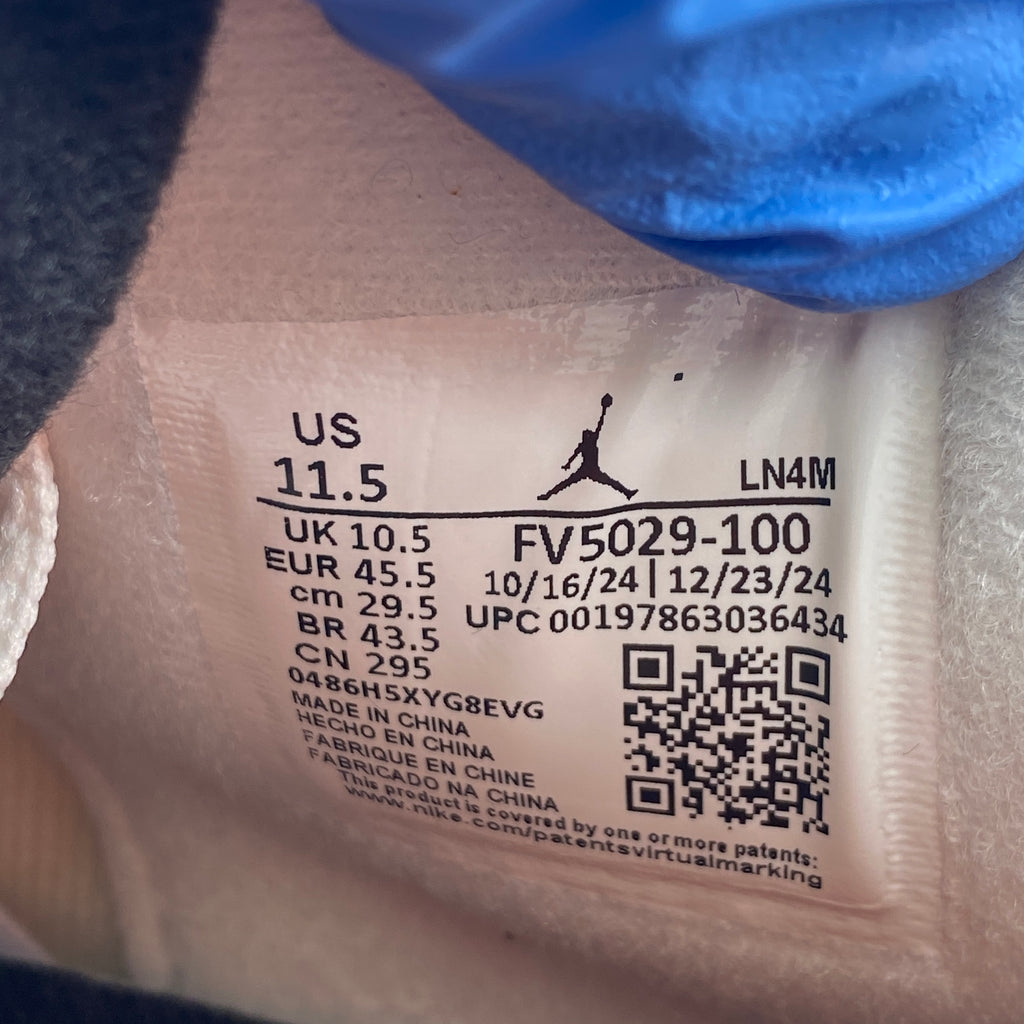 US
11.5
LN4M
UK 10.5
EUR 45.5
cm 29.5
BR 43.5
CN 295
FV5029-100
10/16/24 | 12/23/24
UPC 00197863036434
0486H5XYG8EVG
MADE IN CHINA
HECHO EN CHINA
FABRIQUE EN CHINE
FABRICADO NA CHINA
This product is covered by one or more patents:
www.nike.com/patentsvirtualmarking